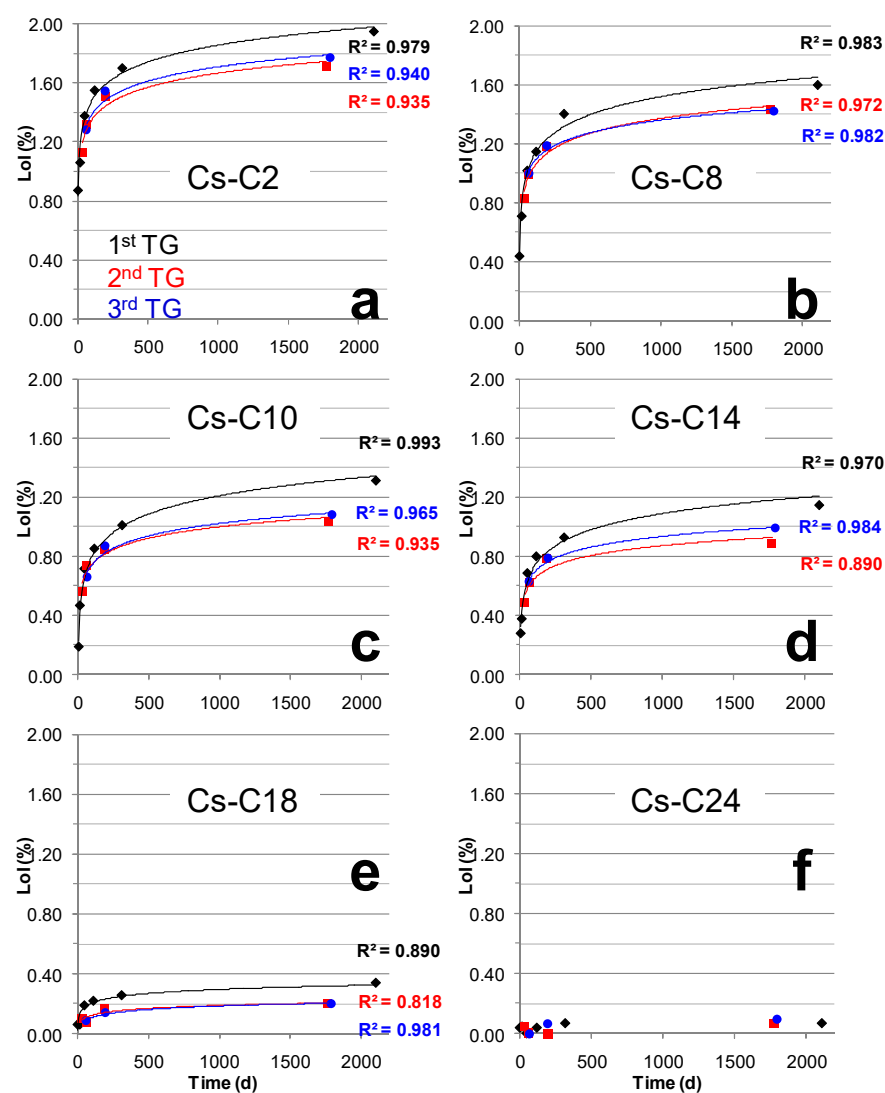 2.00
1.60
1.20
0.80
0.40
0.00
LoI (%)
R² = 0.979
R² = 0.940
R² = 0.935
Cs-C2
1st TG
2nd TG
3rd TG
a
0 500 1000 1500 2000
2.00
1.60
1.20
0.80
0.40
0.00
LoI (%)
R² = 0.983
R² = 0.972
R² = 0.982
Cs-C8
b
0 500 1000 1500 2000
2.00
1.60
1.20
0.80
0.40
0.00
LoI (%)
Cs-C10
R² = 0.993
R² = 0.965
R² = 0.935
c
0 500 1000 1500 2000
2.00
1.60
1.20
0.80
0.40
0.00
LoI (%)
Cs-C14
R² = 0.970
R² = 0.984
R² = 0.890
d
0 500 1000 1500 2000
2.00
1.60
1.20
0.80
0.40
0.00
LoI (%)
Cs-C18
e
R² = 0.890
R² = 0.818
R² = 0.981
0 500 1000 1500 2000
Time (d)
2.00
1.60
1.20
0.80
0.40
0.00
LoI (%)
Cs-C24
f
0 500 1000 1500 2000
Time (d)